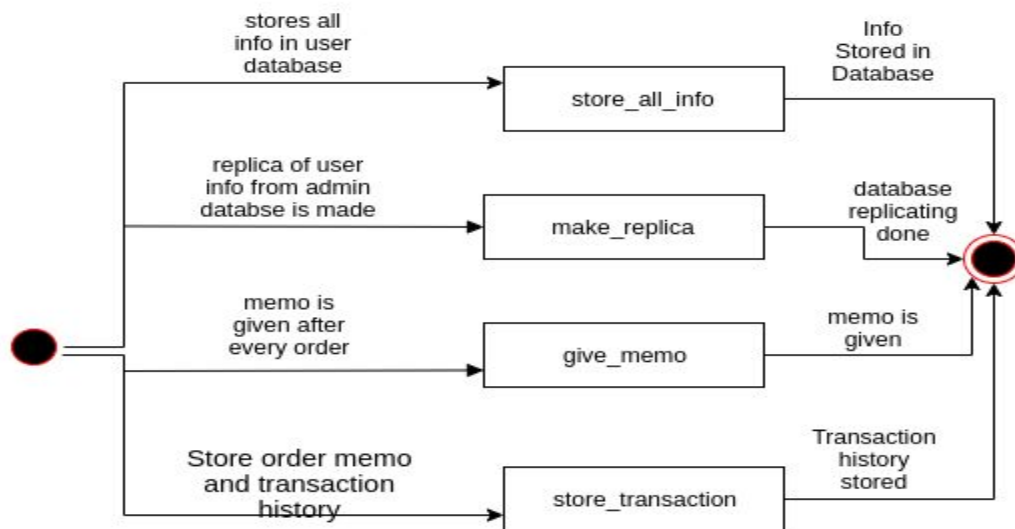 stores all
info in user
database
Info
Stored in
Database
store_all_info
replica of user
info from admin
databse is made
make_replica
database
replicating
done
memo is
given after
every order
give_memo
memo is
given
Store order memo
and transaction
history
store_transaction
Transaction
history
stored